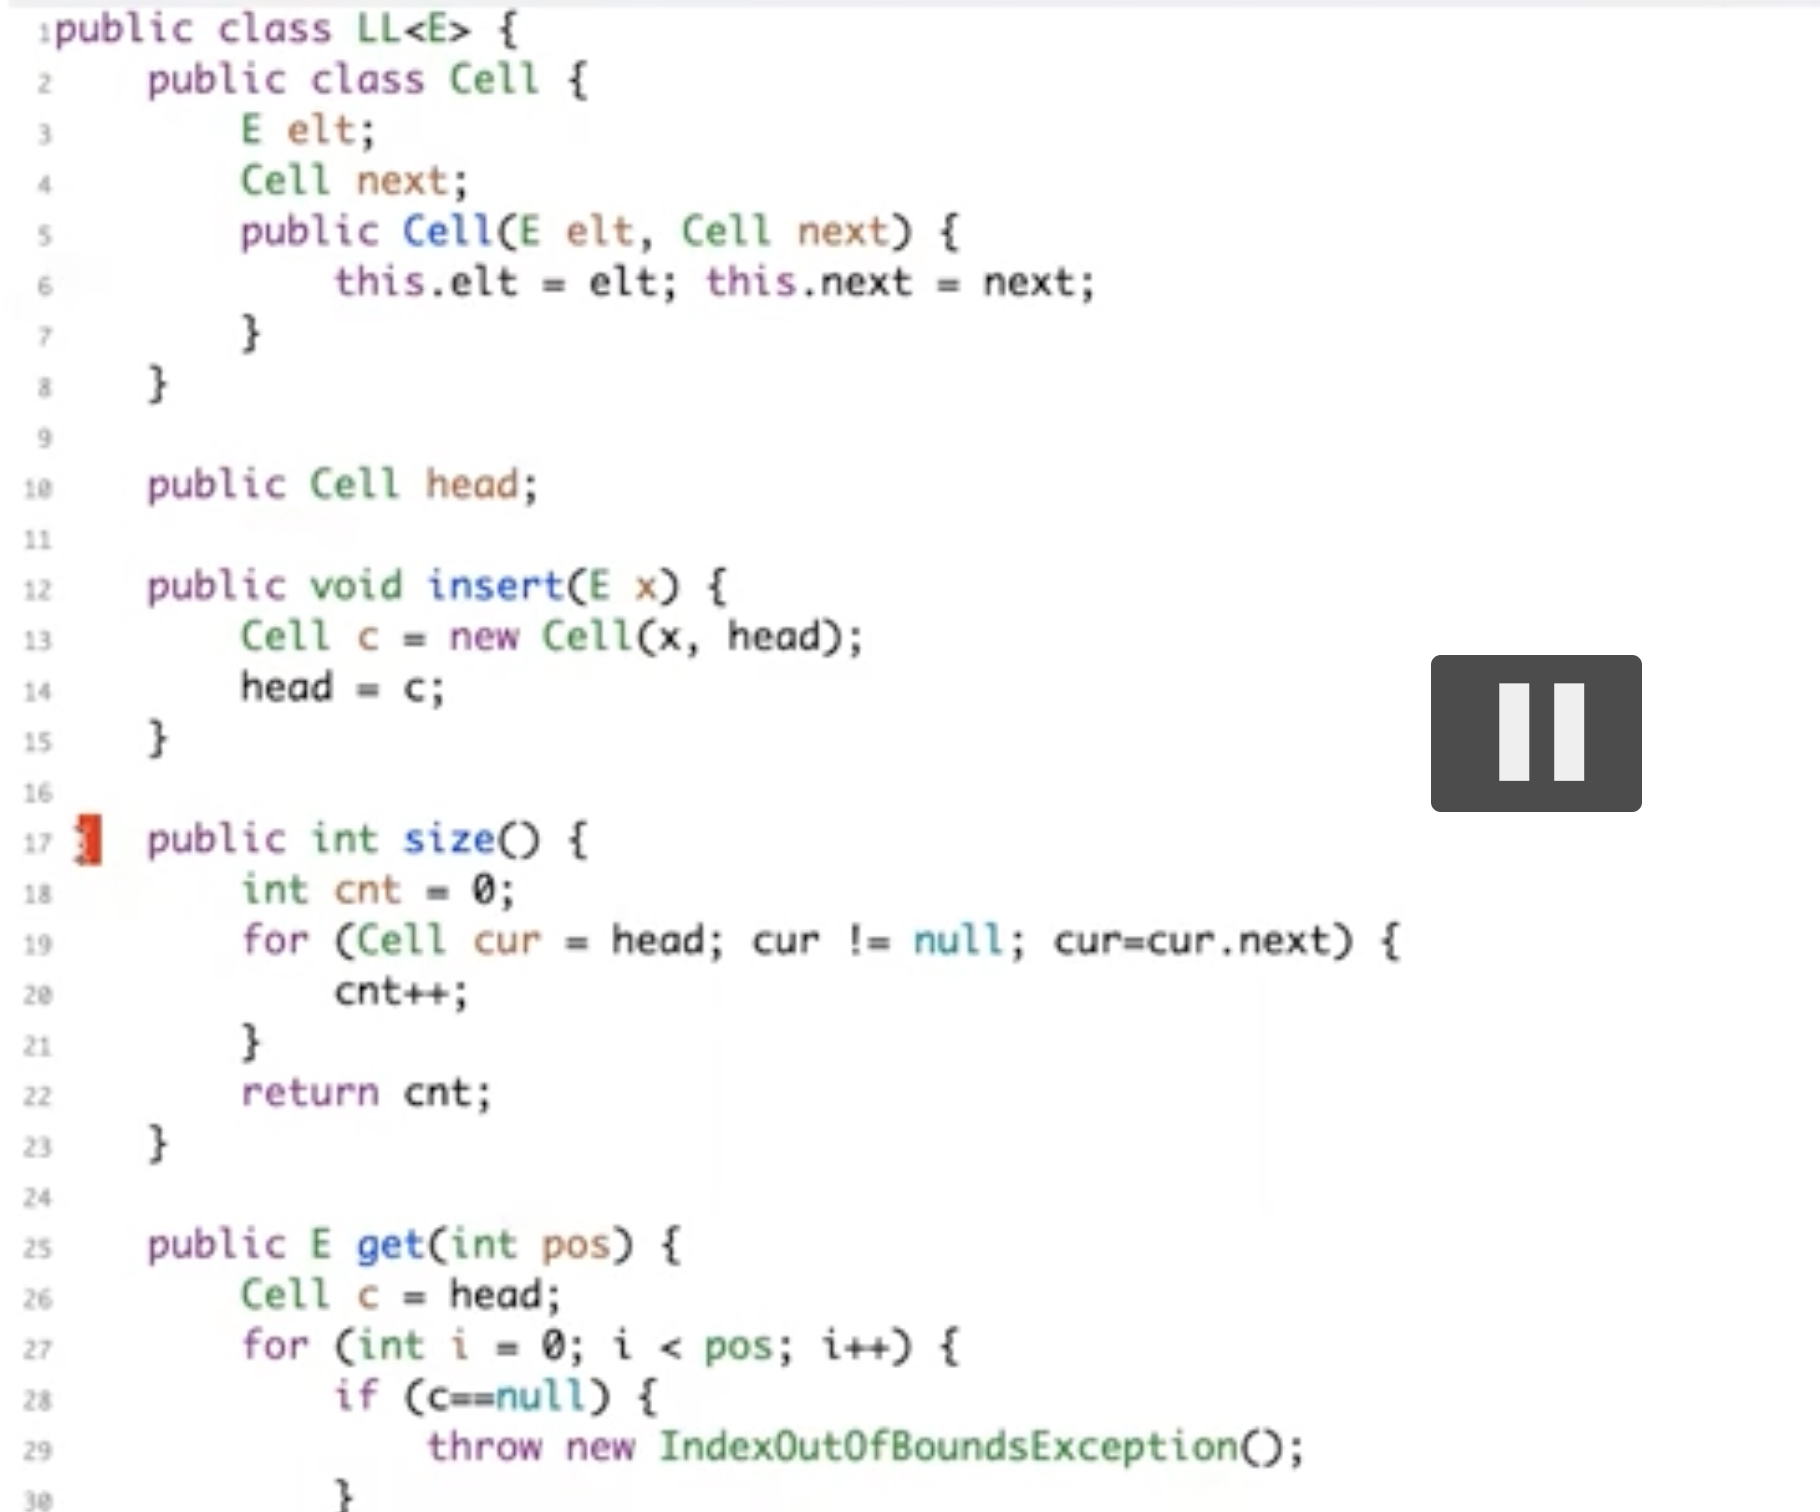 1public class LL<E> {
2    public class Cell {
3        E elt;
4        Cell next;
5        public Cell(E elt, Cell next) {
6            this.elt = elt; this.next = next;
7        }
8    }
9
10    public Cell head;
11
12    public void insert(E x) {
13        Cell c = new Cell(x, head);
14        head = c;
15    }
16
17    public int size() {
18        int cnt = 0;
19        for (Cell cur = head; cur != null; cur=cur.next) {
20            cnt++;
21        }
22        return cnt;
23    }
24
25    public E get(int pos) {
26        Cell c = head;
27        for (int i = 0; i < pos; i++) {
28            if (c==null) {
29                throw new IndexOutOfBoundsException();
30            }